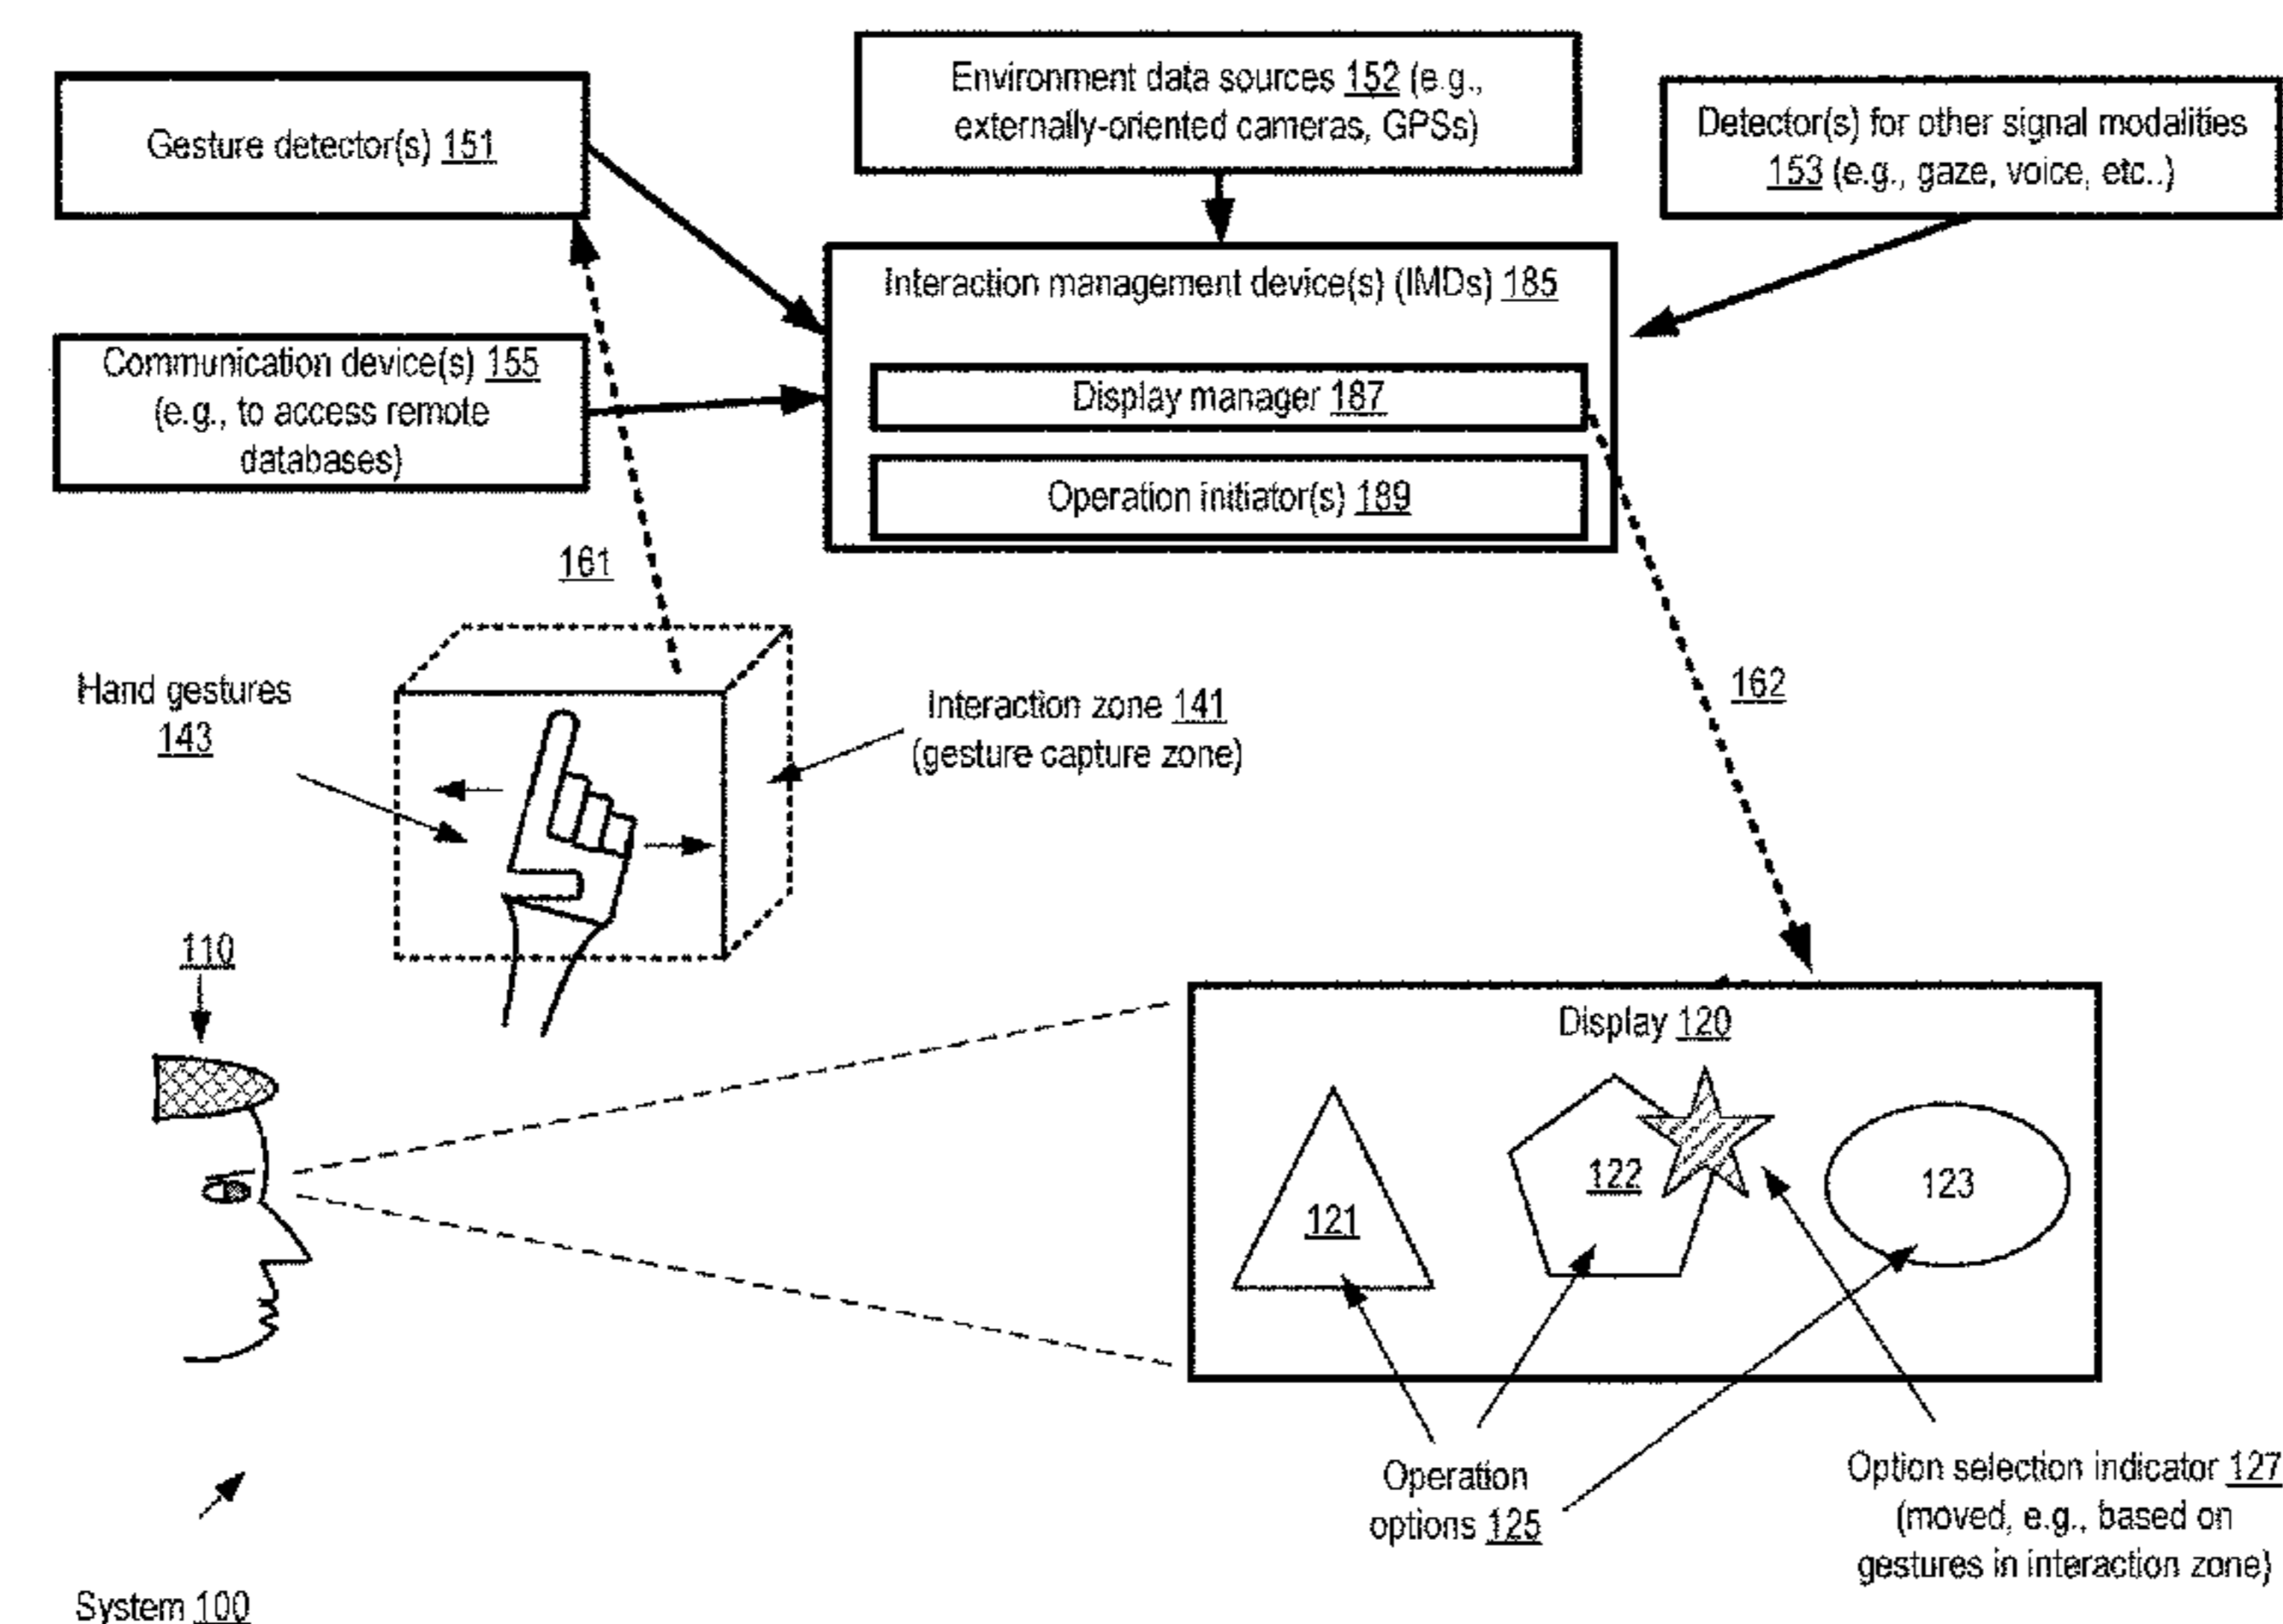 Environment data sources 152 (e.g.,
externally-oriented cameras, GPSs)
Gesture detector(s) 151
Detector(s) for other signal modalities
153 (e.g., gaze, voice, etc..)
Interaction management device(s) (IMDs) 185
Communication device(s) 155
(e.g., to access remote
databases)
Display manager 187
Operation initiator(s) 189
161
162
Hand gestures
143
Interaction zone 141
(gesture capture zone)
110
Display 120
121
122
123
Operation
options 125
Option selection indicator 127
(moved, e.g., based on
gestures in interaction zone)
System 100